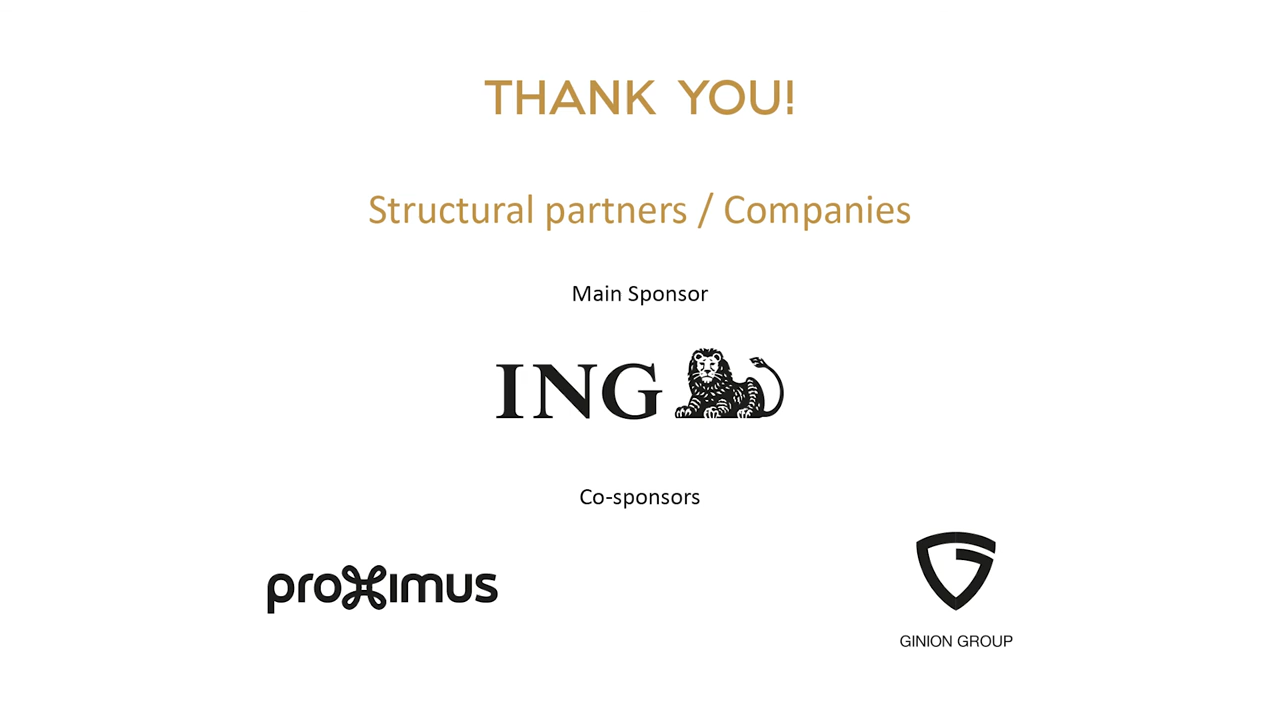 THANK YOU!
Structural partners / Companies
Main Sponsor
ING
Co-sponsors
proximus
GINION GROUP